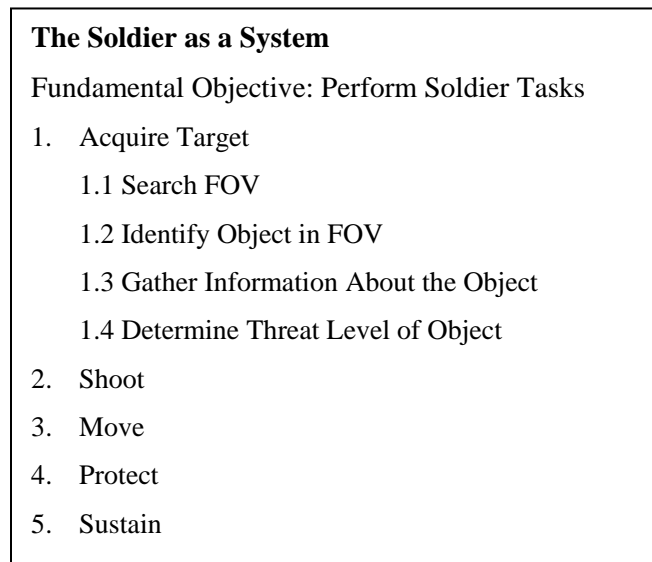 The Soldier as a System
Fundamental Objective: Perform Soldier Tasks
1. Acquire Target
1.1 Search FOV
1.2 Identify Object in FOV
1.3 Gather Information About the Object
1.4 Determine Threat Level of Object
2. Shoot
3. Move
4. Protect
5. Sustain